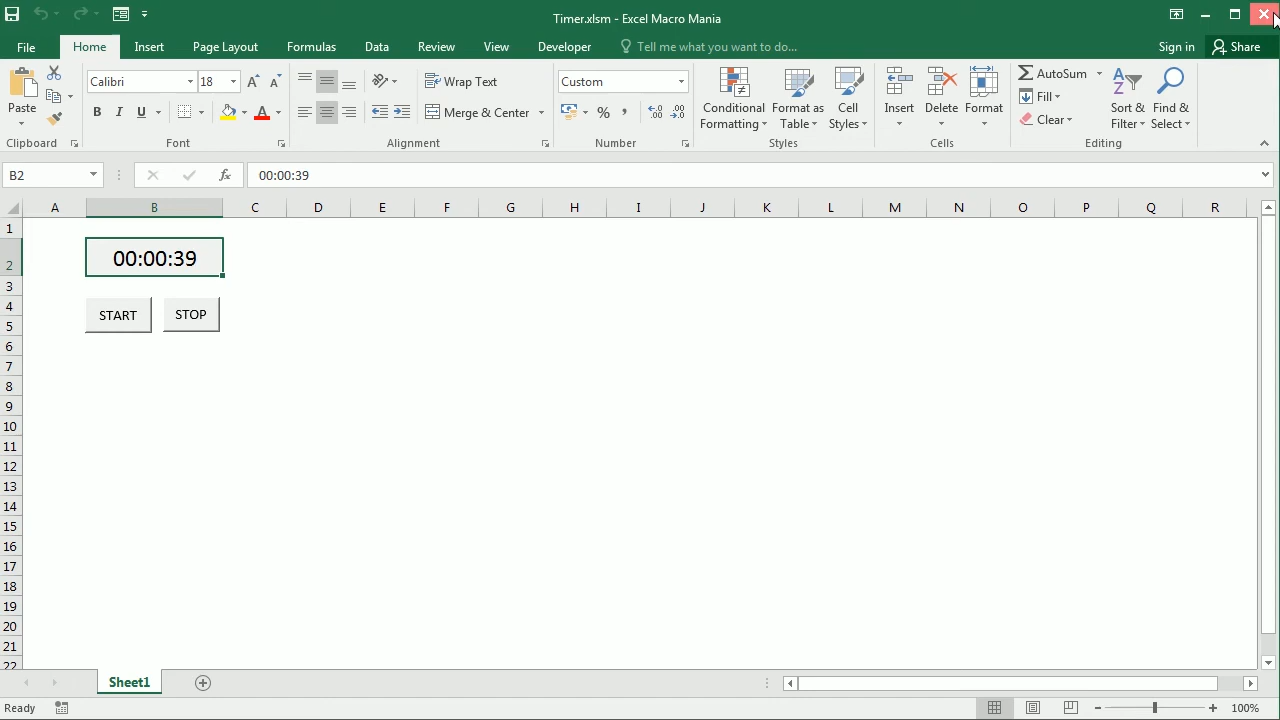 Timer.xlsm - Excel Macro Mania
File Home Insert Page Layout Formulas Data Review View Developer Tell me what you want to do... Sign in Share
Calibri 18 Wrap Text Custom AutoSum
Paste Conditional Formatting Format as Table Cell Styles Insert Delete Format Fill Sort & Filter Find & Select
B I U A Merge & Center % , Clear
Clipboard Font Alignment Number Styles Cells Editing
B2 fx 00:00:39
A B C D E F G H I J K L M N O P Q R
1
2 00:00:39
3
4 START STOP
5
6
7
8
9
10
11
12
13
14
15
16
17
18
19
20
21
22
Sheet1
Ready 100%